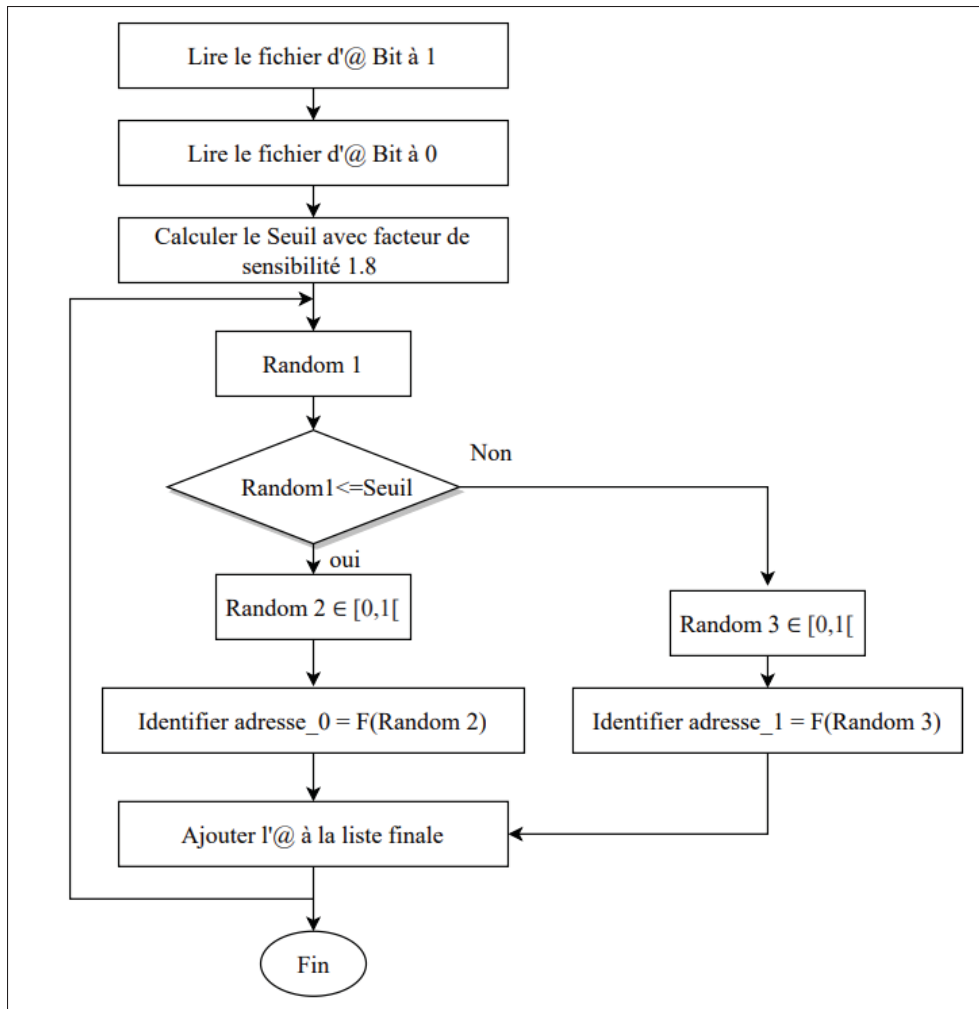 Lire le fichier d'@ Bit à 1
Lire le fichier d'@ Bit à 0
Calculer le Seuil avec facteur de
sensibilité 1.8
Random 1
Non
Random1<=Seuil
oui
Random 2 ∈ [0,1[
Random 3 ∈ [0,1[
Identifier adresse_0 = F(Random 2)
Identifier adresse_1 = F(Random 3)
Ajouter l'@ à la liste finale
Fin